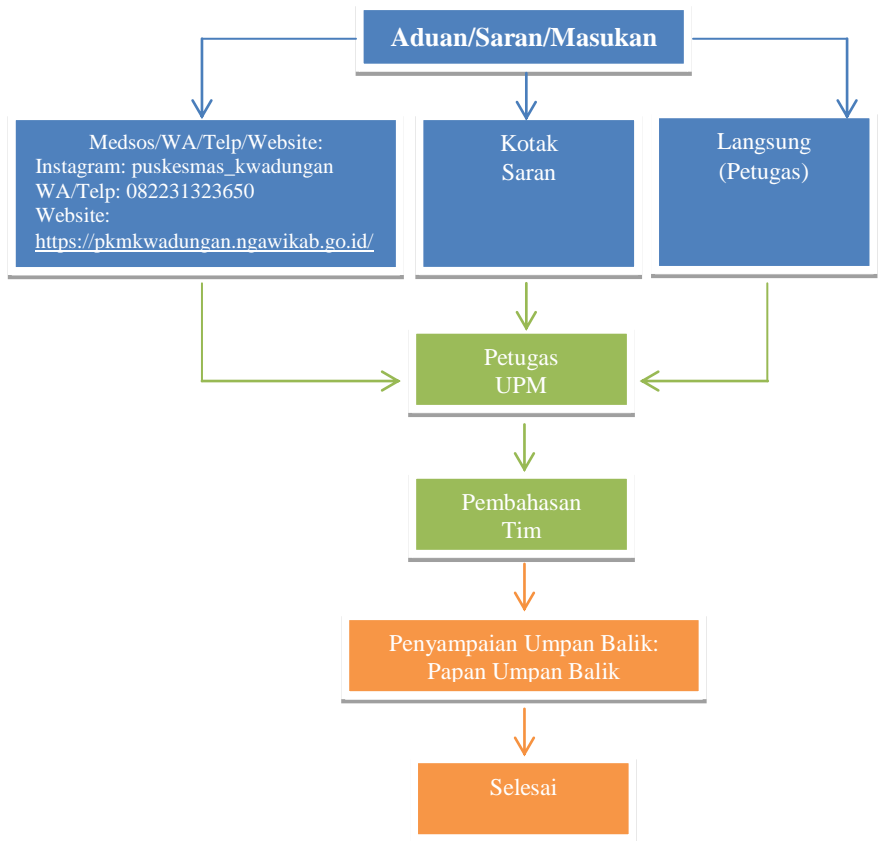 Aduan/Saran/Masukan
Medsos/WA/Telp/Website:
Instagram: puskesmas_kwadungan
WA/Telp: 082231323650
Website:
https://pkmkwadungan.ngawikab.go.id/
Kotak
Saran
Langsung
(Petugas)
Petugas
UPM
Pembahasan
Tim
Penyampaian Umpan Balik:
Papan Umpan Balik
Selesai